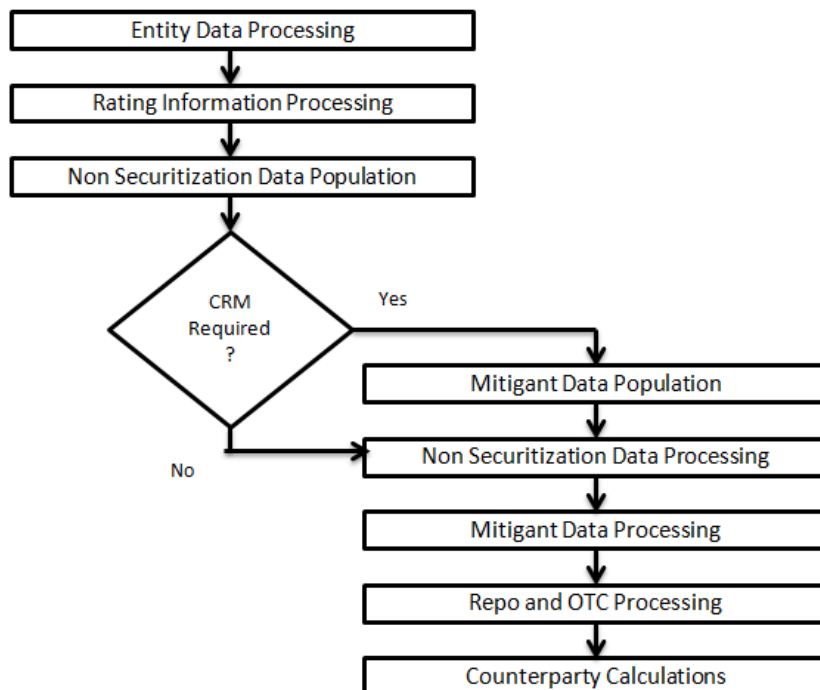 Entity Data Processing
Rating Information Processing
Non Securitization Data Population
CRM
Required
?
Yes
No
Mitigant Data Population
Non Securitization Data Processing
Mitigant Data Processing
Repo and OTC Processing
Counterparty Calculations